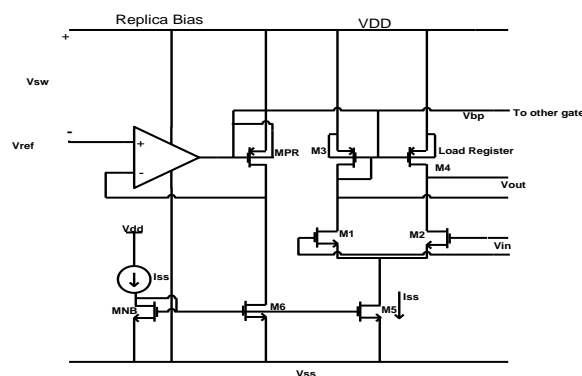 Replica Bias
VDD
+
Vsw
Vbp
To other gate
-
Vref
+
-
MPR
M3
Load Register
M4
Vout
Vdd
M1
M2
Vin
Iss
Iss
MNB
M6
M5
Vss